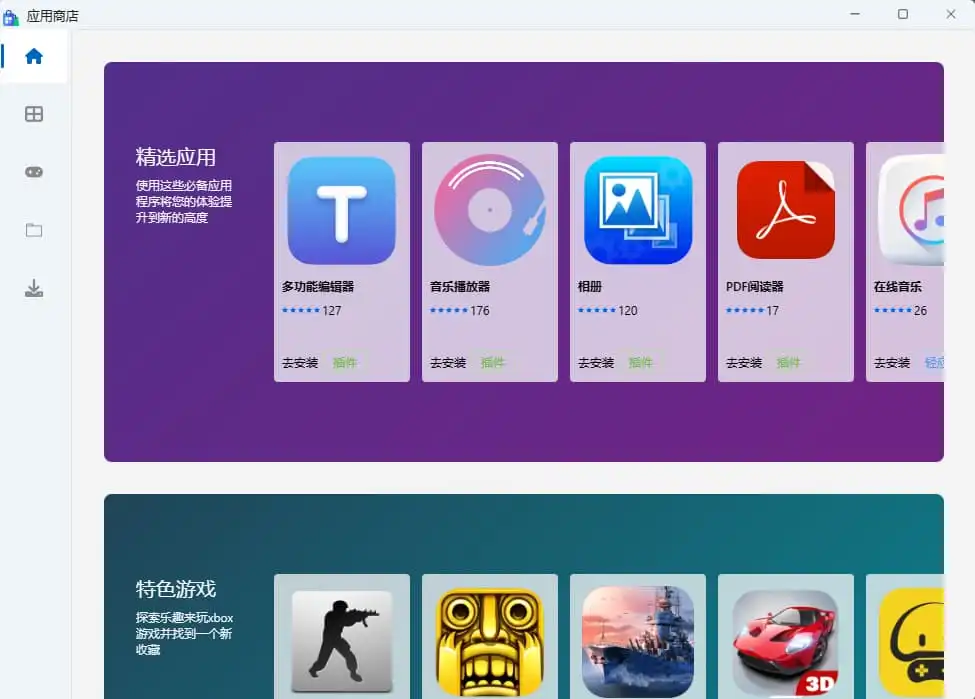 应用商店
精选应用
使用这些必备应用
程序将您的体验提
升到新的高度
T
多功能编辑器
★★★★★127
去安装 插件
音乐播放器
★★★★★176
去安装 插件
相册
★★★★★120
去安装 插件
PDF阅读器
★★★★★17
去安装 插件
在线音乐
★★★★★26
去安装 轻应
特色游戏
探索乐趣来玩xbox
游戏并找到一个新
收藏
3D